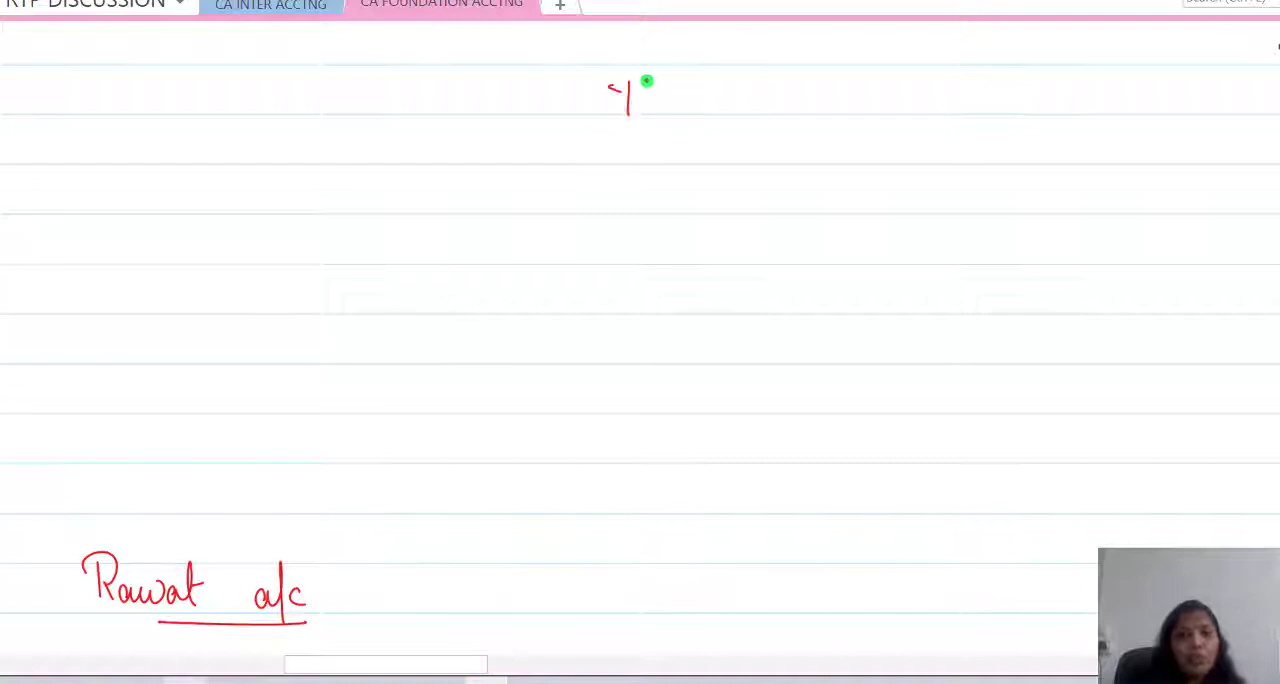 RTP DISCUSSION CA INTER ACCTNG CA FOUNDATION ACCTNG +
Rawat a/c